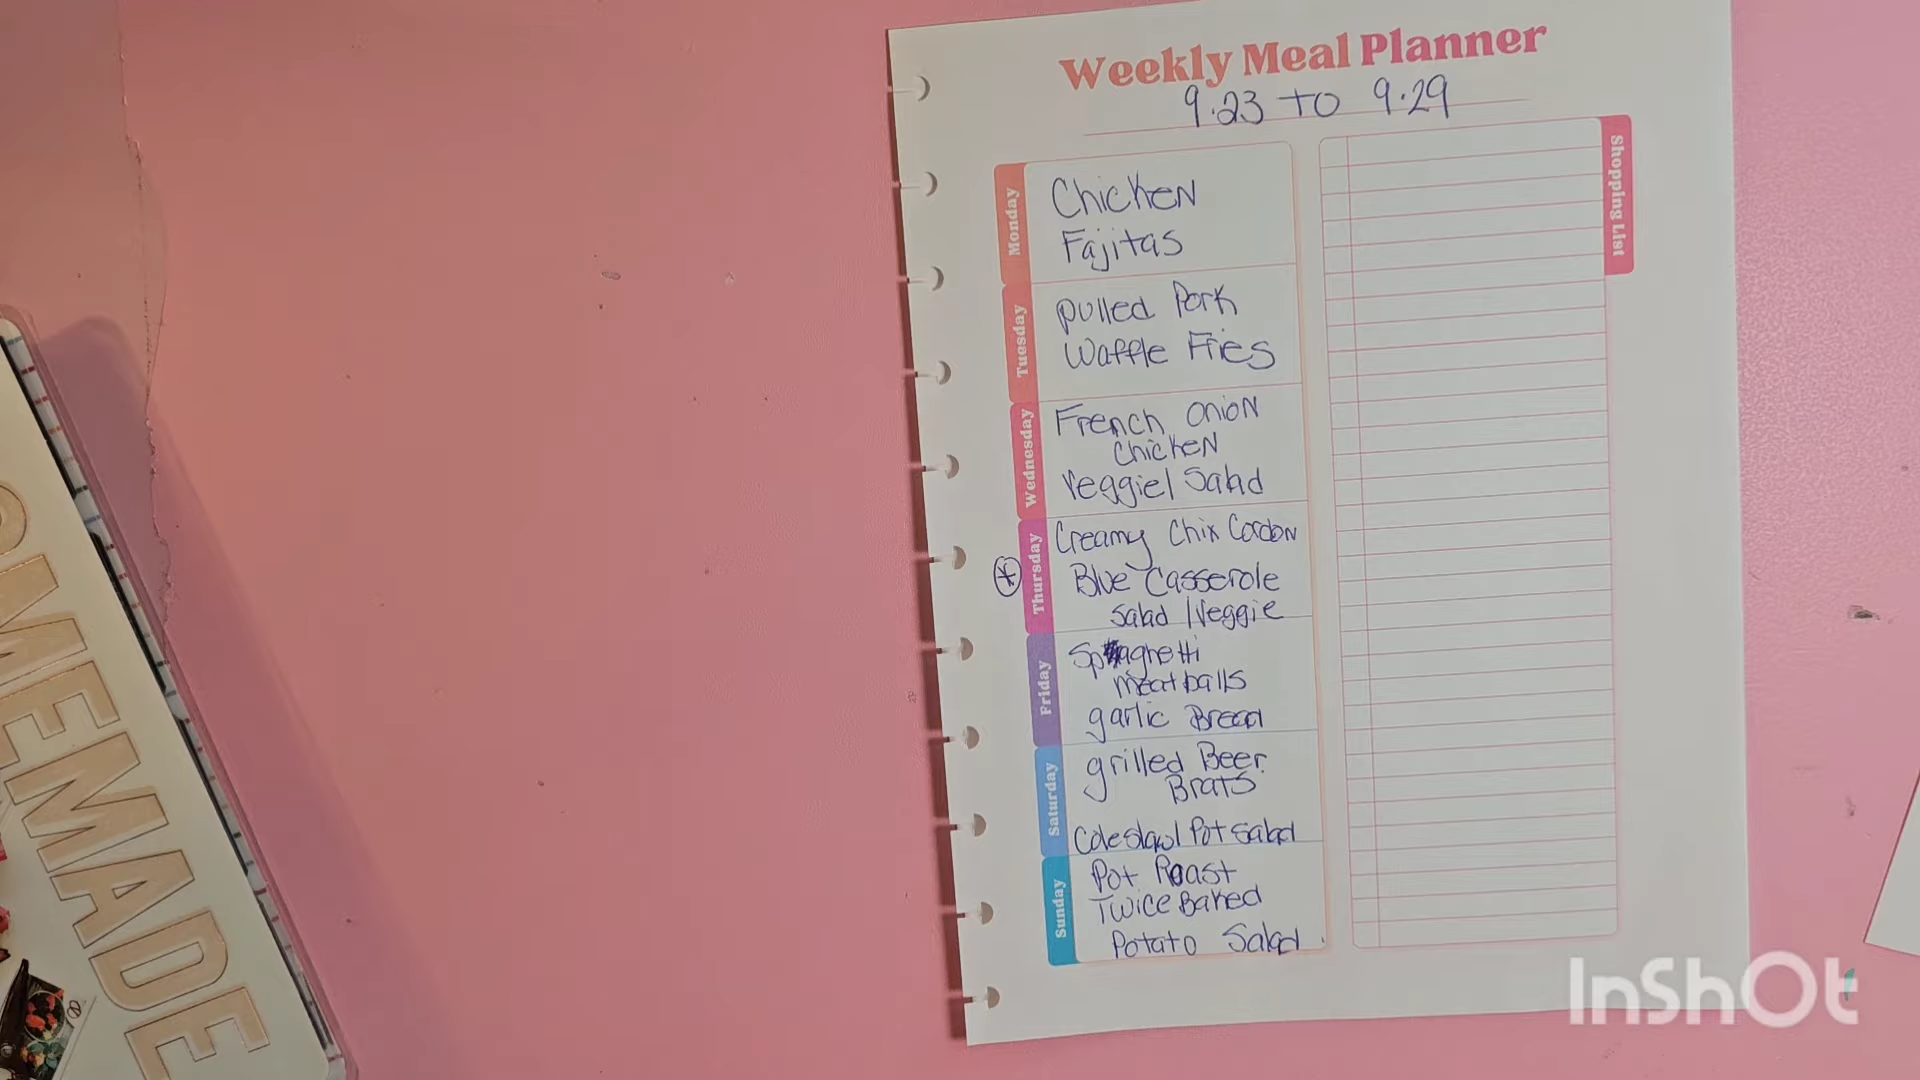 Weekly Meal Planner
9.23 TO 9.29
Monday
Chicken
Fajitas
Tuesday
Pulled Pork
Waffle Fries
Wednesday
French Onion
Chicken
Veggie/ Salad
Thursday
Creamy Chix Cordon
Blue Casserole
Salad /Veggie
Friday
Spaghetti
meatballs
garlic Bread
Saturday
grilled Beer
Brats
Coleslaw/ Pot Salad
Sunday
Pot Roast
Twice Baked
Potato Salad
Shopping List
OMEMADE
InShOt